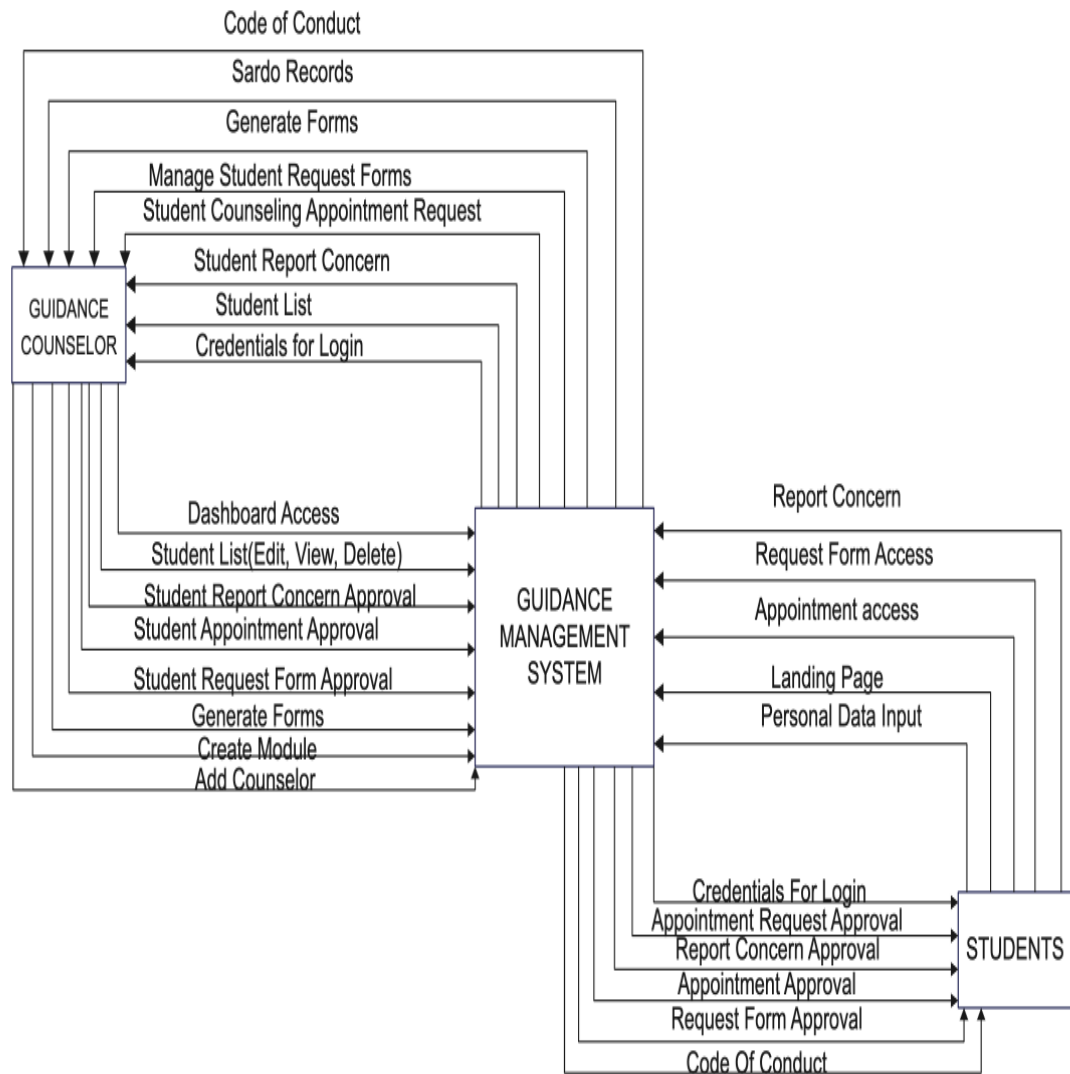 Code of Conduct
Sardo Records
Generate Forms
Manage Student Request Forms
Student Counseling Appointment Request
Student Report Concern
Student List
Credentials for Login
GUIDANCE
COUNSELOR
Dashboard Access
Student List(Edit, View, Delete)
Student Report Concern Approval
Student Appointment Approval
Student Request Form Approval
Generate Forms
Create Module
Add Counselor
GUIDANCE
MANAGEMENT
SYSTEM
Report Concern
Request Form Access
Appointment access
Landing Page
Personal Data Input
Credentials For Login
Appointment Request Approval
Report Concern Approval
Appointment Approval
Request Form Approval
Code Of Conduct
STUDENTS